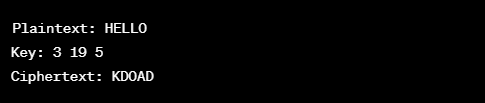 Plaintext: HELLO
Key: 3 19 5
Ciphertext: KDOAD